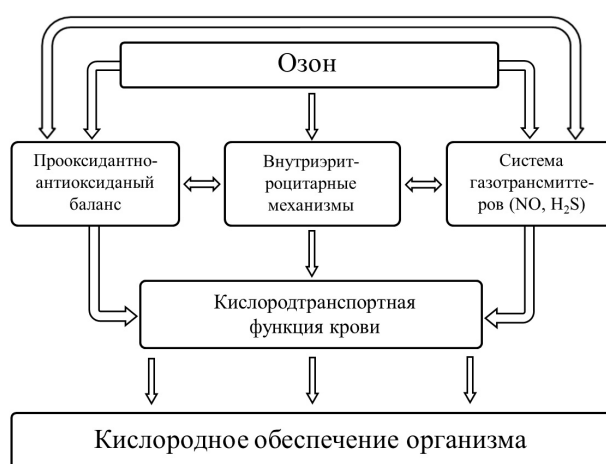 Озон
Прооксидантно-
антиоксиданый
баланс
Внутриэрит-
роцитарные
механизмы
Система
газотрансмитте-
ров (NO, H₂S)
Кислородтранспортная
функция крови
Кислородное обеспечение организма